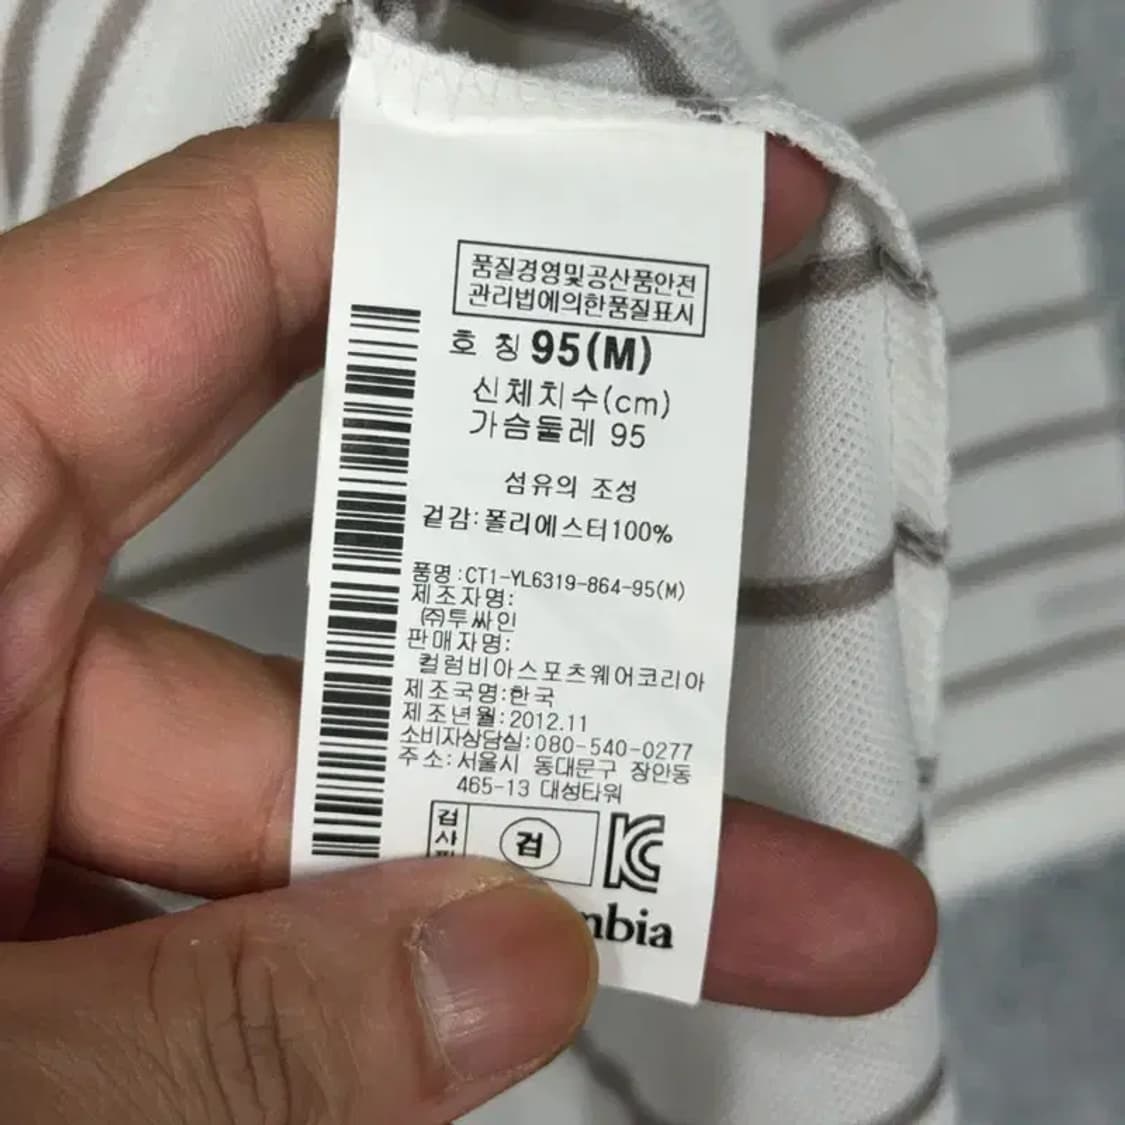 품질경영및공산품안전
관리법에의한품질표시
호 칭 95(M)
신체치수(cm)
가슴둘레 95
섬유의 조성
겉감:폴리에스터100%
품명:CT1-YL6319-864-95(M)
제조자명:
(주)투싸인
판매자명:
컬럼비아스포츠웨어코리아
제조국명:한국
제조년월:2012.11
소비자상담실:080-540-0277
주소:서울시 동대문구 장안동
465-13 대성타워
검사
검
KC
mbia